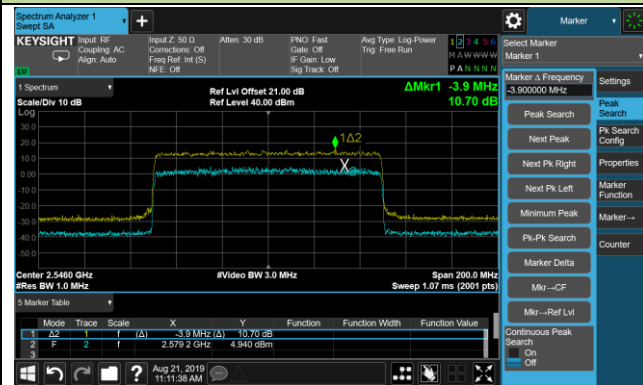 Spectrum Analyzer 1
Swept SA
Marker
KEYSIGHT Input: RF
Coupling: AC
Align: Auto
Input Z: 50 Ω
Corrections: Off
Freq Ref: Int (S)
NFE: Off
Atten: 30 dB
PNO: Fast
Gate: Off
IF Gain: Low
Sig Track: Off
Avg Type: Log-Power
Trig: Free Run
1 2 3 4 5 6
M A W W W W
P A N N N N
Select Marker
Marker 1
1 Spectrum
Scale/Div 10 dB
Log
Ref Lvl Offset 21.00 dB
Ref Level 40.00 dBm
ΔMkr1 -3.9 MHz
10.70 dB
30.0
20.0
10.0
0.00
-10.0
-20.0
-30.0
-40.0
-50.0
1Δ2
X
Center 2.5460 GHz
#Res BW 1.0 MHz
#Video BW 3.0 MHz
Span 200.0 MHz
Sweep 1.07 ms (2001 pts)
5 Marker Table
Mode Trace Scale X Y Function Function Width Function Value
1 Δ2 1 f (Δ) -3.9 MHz (Δ) 10.70 dB
2 F 2 f 2.579 2 GHz 4.940 dBm
3
Aug 21, 2019
11:11:38 AM
Marker Δ Frequency
-3.900000 MHz
Peak Search
Next Peak
Next Pk Right
Next Pk Left
Minimum Peak
Pk-Pk Search
Marker Delta
Mkr→CF
Mkr→Ref Lvl
Continuous Peak
Search
On
Off
Settings
Peak
Search
Pk Search
Config
Properties
Marker
Function
Marker→
Counter